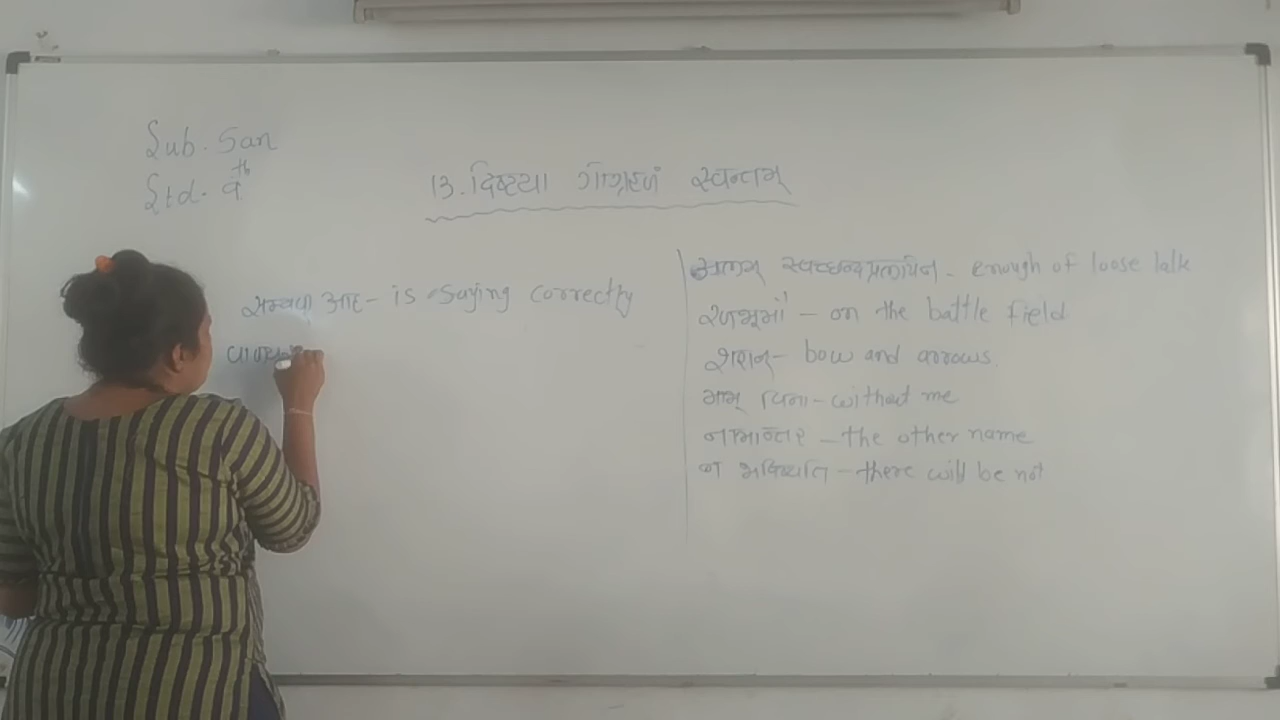 Sub. San
Std. 9th
13. दिष्ट्या गोग्रहणं स्वन्तम्
सम्यक् आह - is saying correctly
अलम् स्वच्छन्दप्रलापेन - enough of loose talk
रणभूमौ - on the battle field
- bow and arrows.
माम् विना - without me
नामान्तर - the other name
न भविष्यति - there will be not